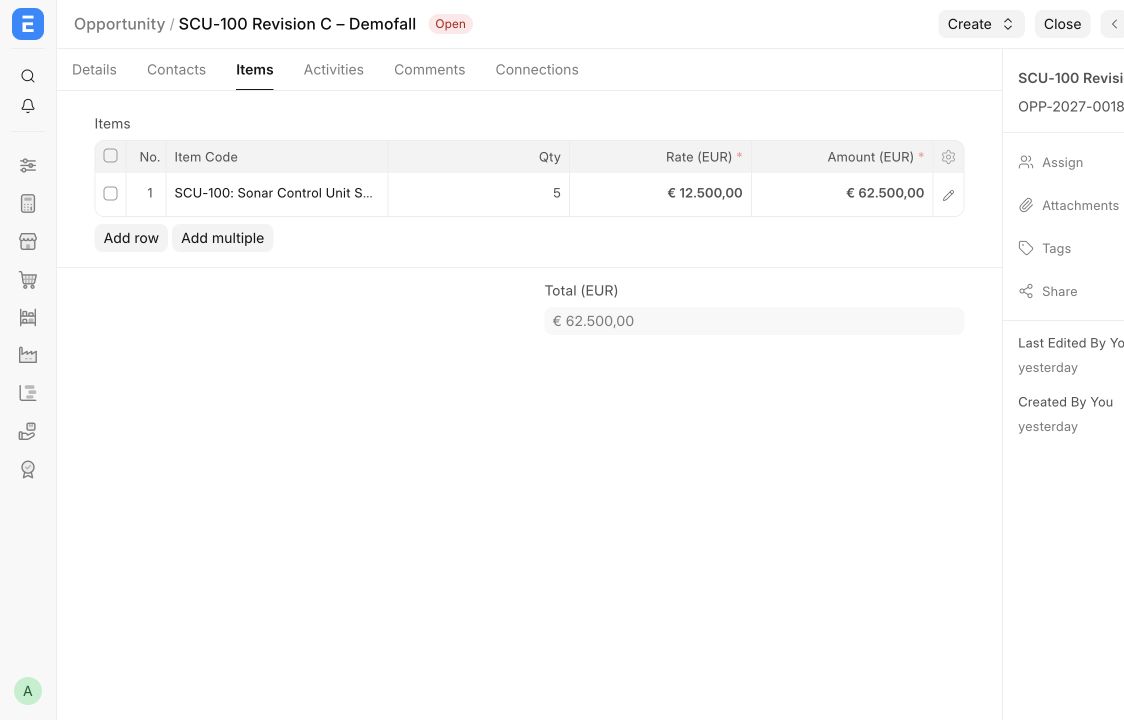 Opportunity / SCU-100 Revision C – Demofall Open Create Close
Details Contacts Items Activities Comments Connections
SCU-100 Revisi
OPP-2027-0018
Items
No. Item Code Qty Rate (EUR) * Amount (EUR) *
1 SCU-100: Sonar Control Unit S... 5 € 12.500,00 € 62.500,00
Add row Add multiple
Total (EUR)
€ 62.500,00
Assign
Attachments
Tags
Share
Last Edited By Yo
yesterday
Created By You
yesterday
A